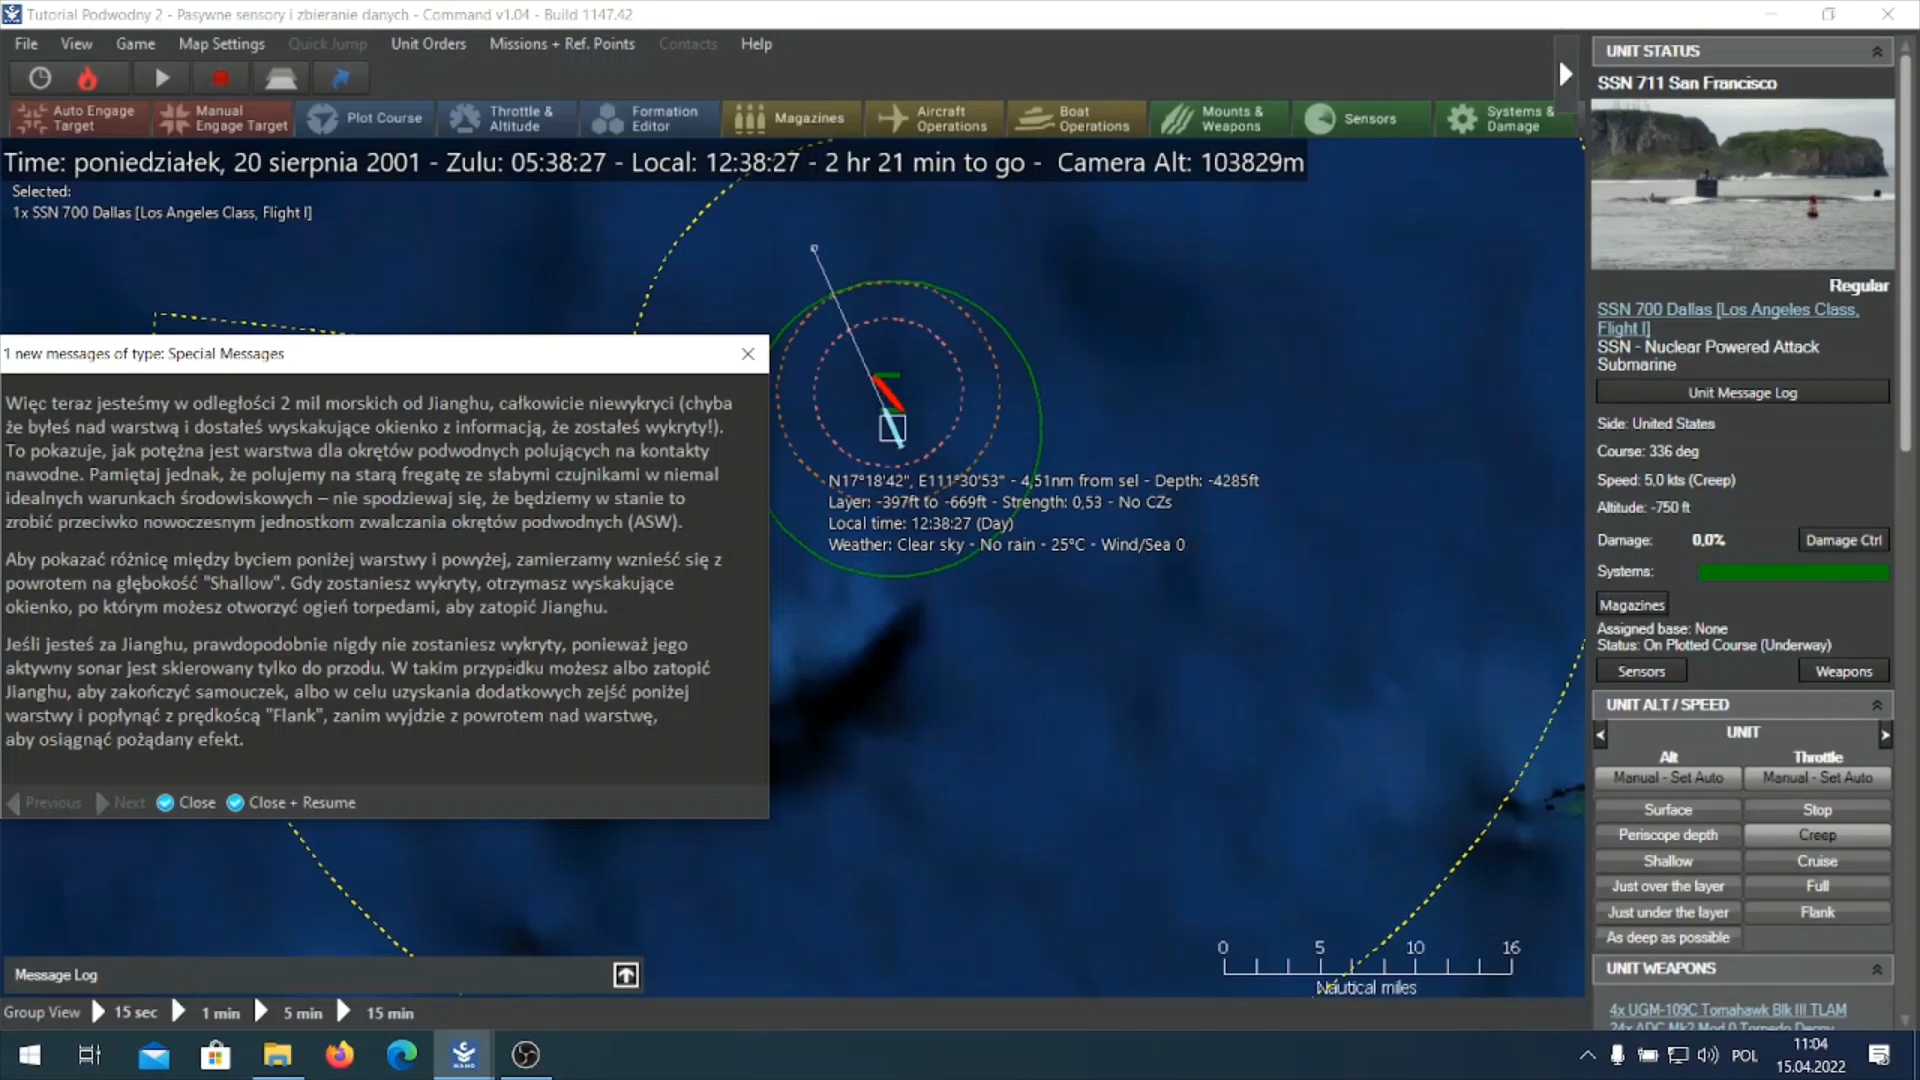 Tutorial Podwodny 2 - Pasywne sensory i zbieranie danych - Command v1.04 - Build 1147.42
File View Game Map Settings Quick Jump Unit Orders Missions + Ref. Points Contacts Help
Auto Engage Target
Manual Engage Target
Plot Course
Throttle & Altitude
Formation Editor
Magazines
Aircraft Operations
Boat Operations
Mounts & Weapons
Sensors
Systems & Damage
Time: poniedziałek, 20 sierpnia 2001 - Zulu: 05:38:27 - Local: 12:38:27 - 2 hr 21 min to go - Camera Alt: 103829m
Selected:
1x SSN 700 Dallas [Los Angeles Class, Flight I]
1 new messages of type: Special Messages
Więc teraz jesteśmy w odległości 2 mil morskich od Jianghu, całkowicie niewykryci (chyba
że byłeś nad warstwą i dostałeś wyskakujące okienko z informacją, że zostałeś wykryty!).
To pokazuje, jak potężna jest warstwa dla okrętów podwodnych polujących na kontakty
nawodne. Pamiętaj jednak, że polujemy na starą fregatę ze słabymi czujnikami w niemal
idealnych warunkach środowiskowych – nie spodziewaj się, że będziemy w stanie to
zrobić przeciwko nowoczesnym jednostkom zwalczania okrętów podwodnych (ASW).
Aby pokazać różnicę między byciem poniżej warstwy i powyżej, zamierzamy wznieść się z
powrotem na głębokość "Shallow". Gdy zostaniesz wykryty, otrzymasz wyskakujące
okienko, po którym możesz otworzyć ogień torpedami, aby zatopić Jianghu.
Jeśli jesteś za Jianghu, prawdopodobnie nigdy nie zostaniesz wykryty, ponieważ jego
aktywny sonar jest skierowany tylko do przodu. W takim przypadku możesz albo zatopić
Jianghu, aby zakończyć samouczek, albo w celu uzyskania dodatkowych zejść poniżej
warstwy i popłynąć z prędkością "Flank", zanim wyjdzie z powrotem nad warstwę,
aby osiągnąć pożądany efekt.
Previous Next Close Close + Resume
N17°18'42", E111°30'53" - 4,51nm from sel - Depth: -4285ft
Layer: -397ft to -669ft - Strength: 0,53 - No CZs
Local time: 12:38:27 (Day)
Weather: Clear sky - No rain - 25°C - Wind/Sea 0
0 5 10 16
Nautical miles
Message Log
Group View 15 sec 1 min 5 min 15 min
UNIT STATUS
SSN 711 San Francisco
Regular
SSN 700 Dallas [Los Angeles Class,
Flight I]
SSN - Nuclear Powered Attack
Submarine
Unit Message Log
Side: United States
Course: 336 deg
Speed: 5,0 kts (Creep)
Altitude: -750 ft
Damage: 0,0% Damage Ctrl
Systems:
Magazines
Assigned base: None
Status: On Plotted Course (Underway)
Sensors Weapons
UNIT ALT / SPEED
UNIT
Alt Throttle
Manual - Set Auto Manual - Set Auto
Surface Stop
Periscope depth Creep
Shallow Cruise
Just over the layer Full
Just under the layer Flank
As deep as possible
UNIT WEAPONS
4x UGM-109C Tomahawk Blk III TLAM
24x ADC Mk2 Mod 0 Torpedo Decoy
POL
11:04
15.04.2022